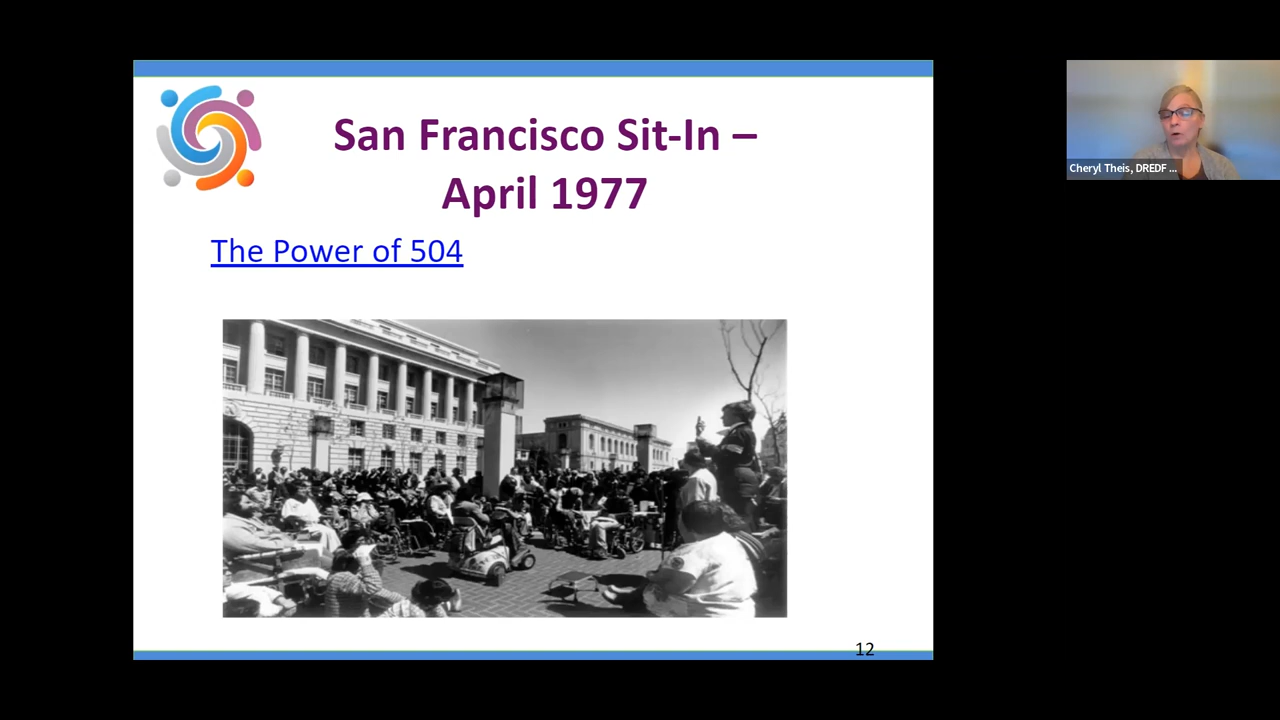 San Francisco Sit-In –
April 1977
The Power of 504
12
Cheryl Theis, DREDF ...